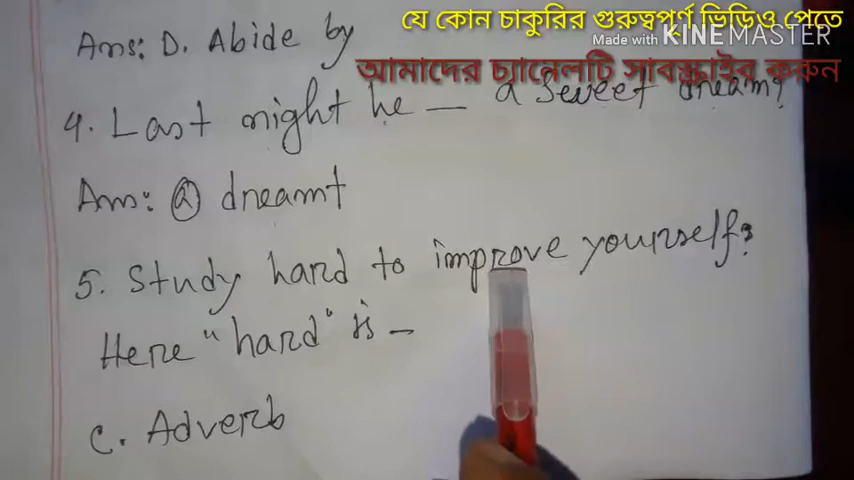 যে কোন চাকুরির গুরুত্বপূর্ণ ভিডিও পেতে
Made with KINEMASTER
আমাদের চ্যানেলটি সাবস্ক্রাইব করুন
Ans: D. Abide by
4. Last night he — a sweet dream?
Ans: ⓐ dreamt
5. Study hard to improve yourself?
Here "hard" is —
C. Adverb